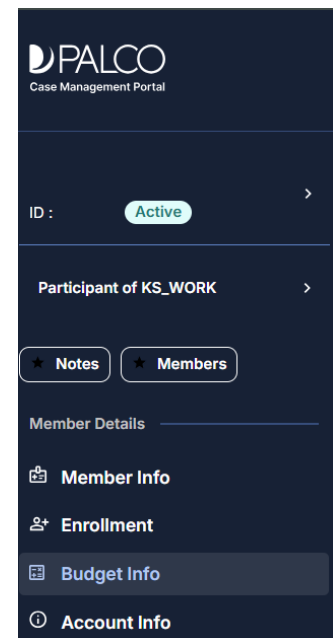 PALCO
Case Management Portal
ID : Active
Participant of KS_WORK
Notes Members
Member Details
Member Info
Enrollment
Budget Info
Account Info